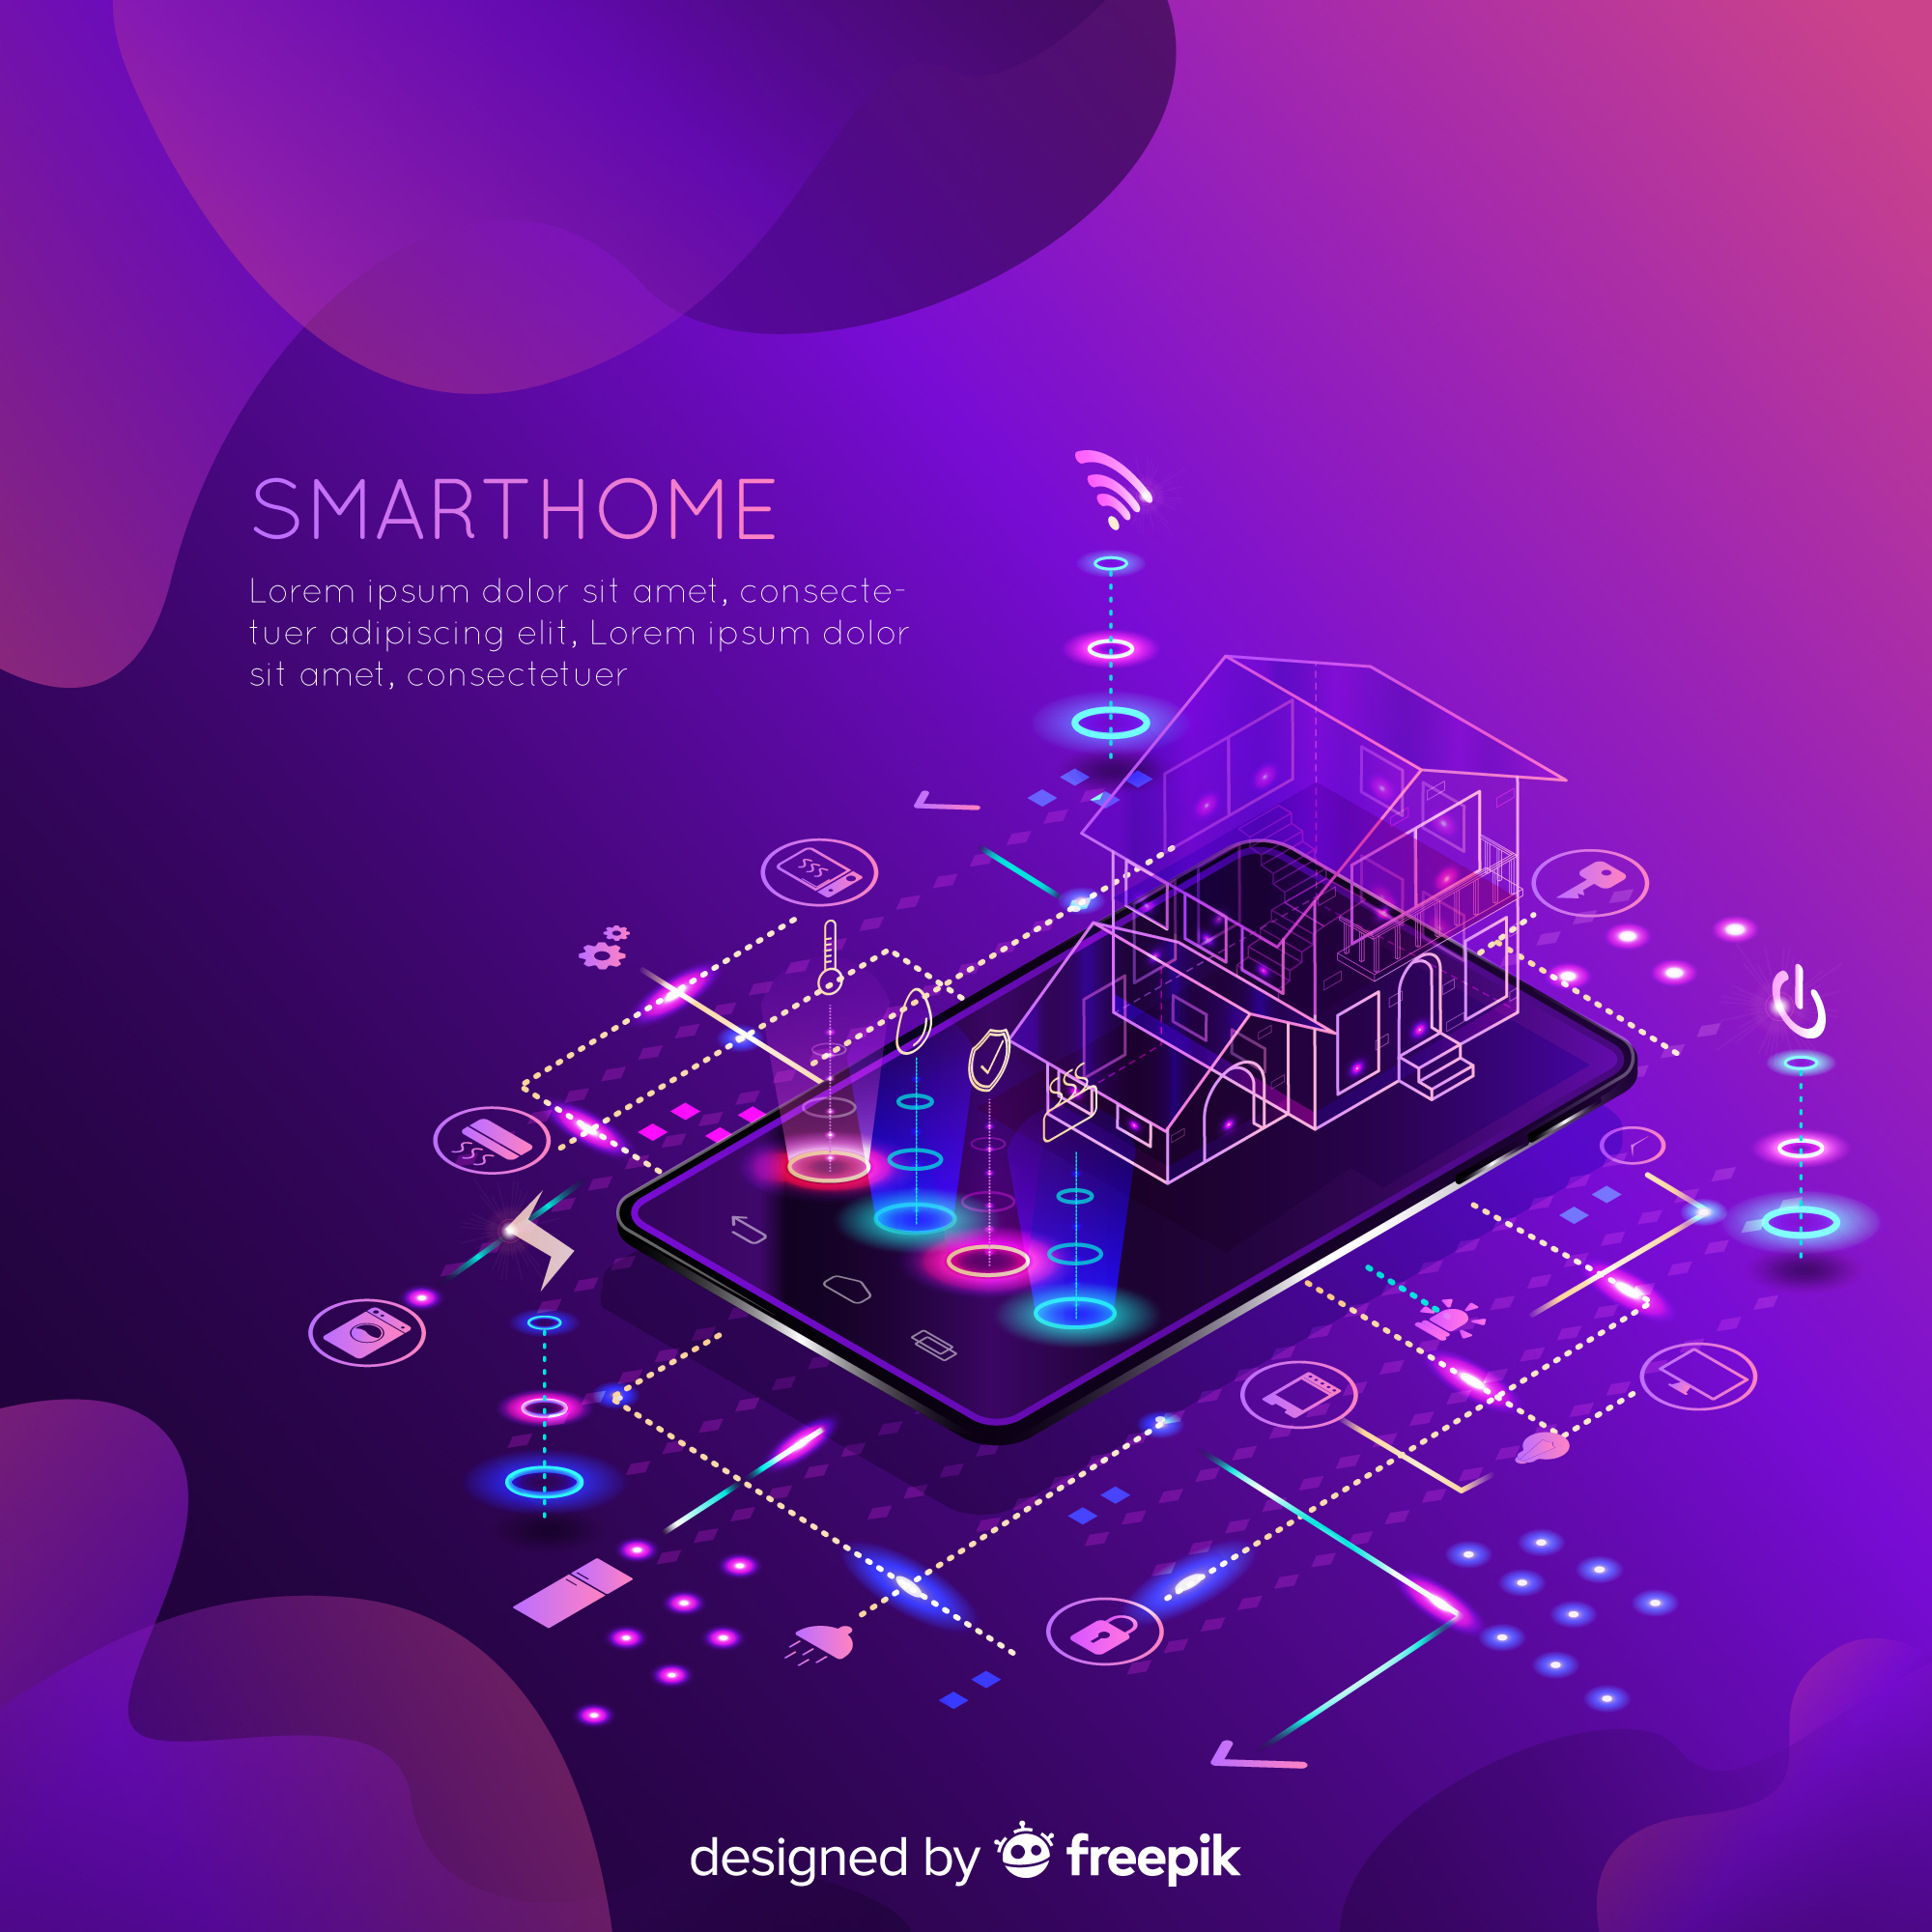 SMARTHOME
Lorem ipsum dolor sit amet, consecte-
tuer adipiscing elit, Lorem ipsum dolor
sit amet, consectetuer
designed by freepik